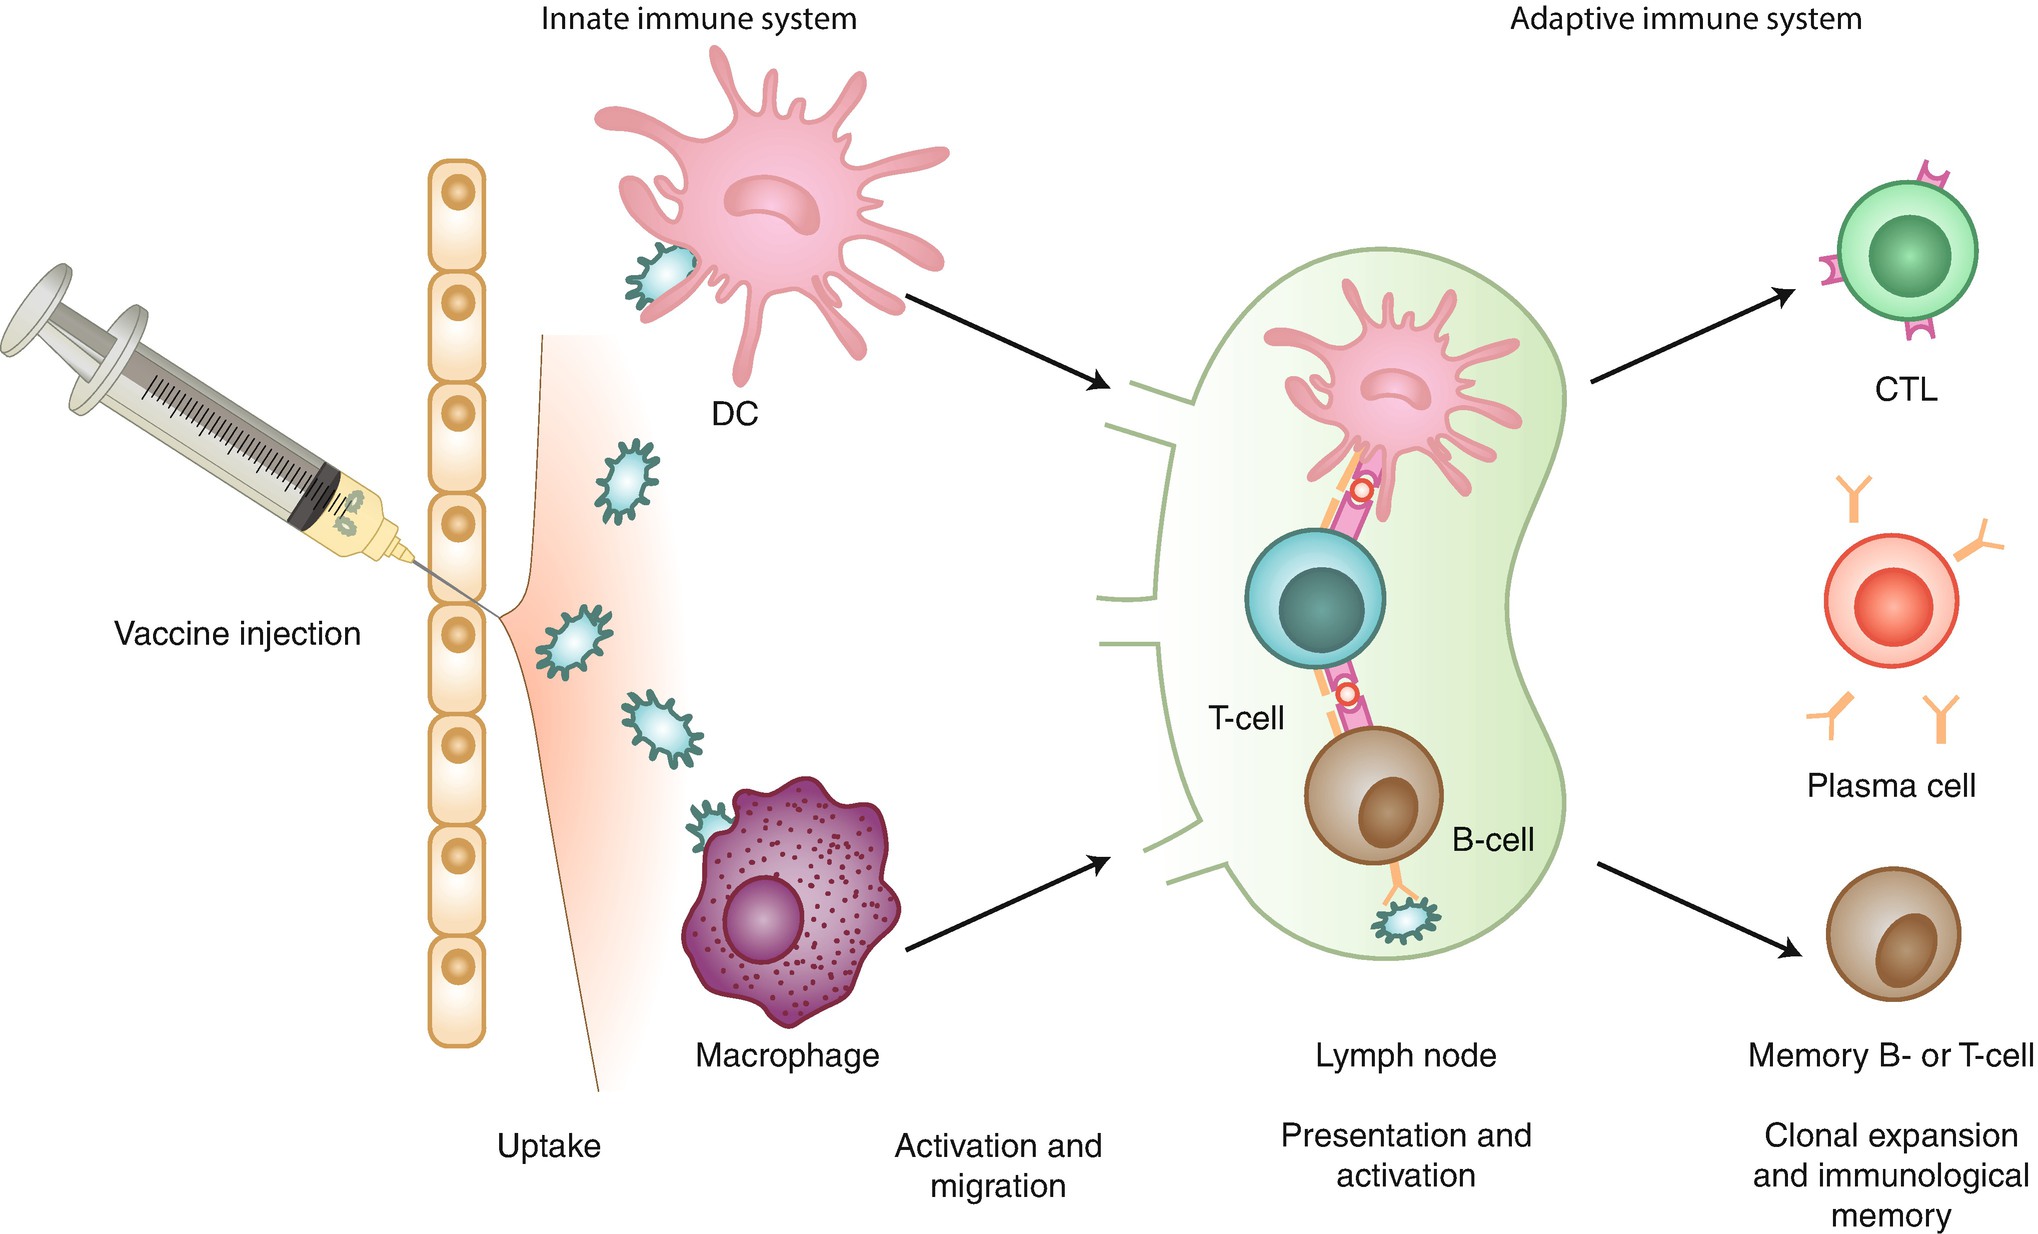 Innate immune system
Adaptive immune system
DC
CTL
Vaccine injection
T-cell
B-cell
Plasma cell
Macrophage
Lymph node
Memory B- or T-cell
Uptake
Activation and
migration
Presentation and
activation
Clonal expansion
and immunological
memory